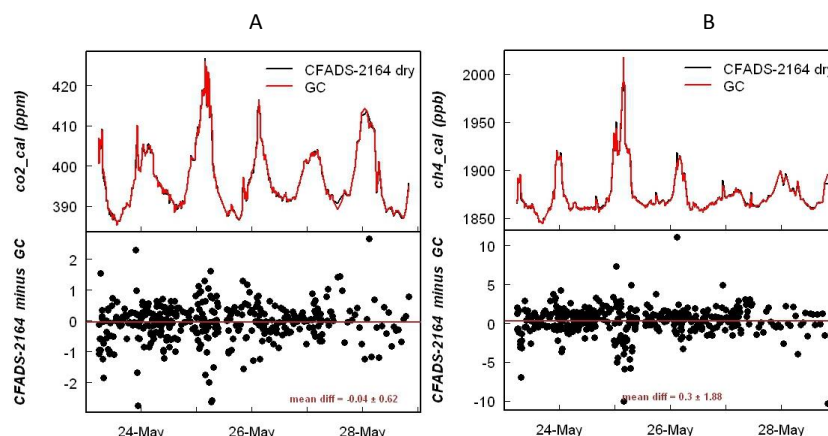 A
B
co2_cal (ppm)
420
410
400
390
CFADS-2164 dry
GC
ch4_cal (ppb)
2000
1950
1900
1850
CFADS-2164 dry
GC
CFADS-2164 minus GC
2
1
0
-1
-2
mean diff = -0.04 ± 0.62
24-May
26-May
28-May
CFADS-2164 minus GC
10
5
0
-5
-10
mean diff = 0.3 ± 1.88
24-May
26-May
28-May